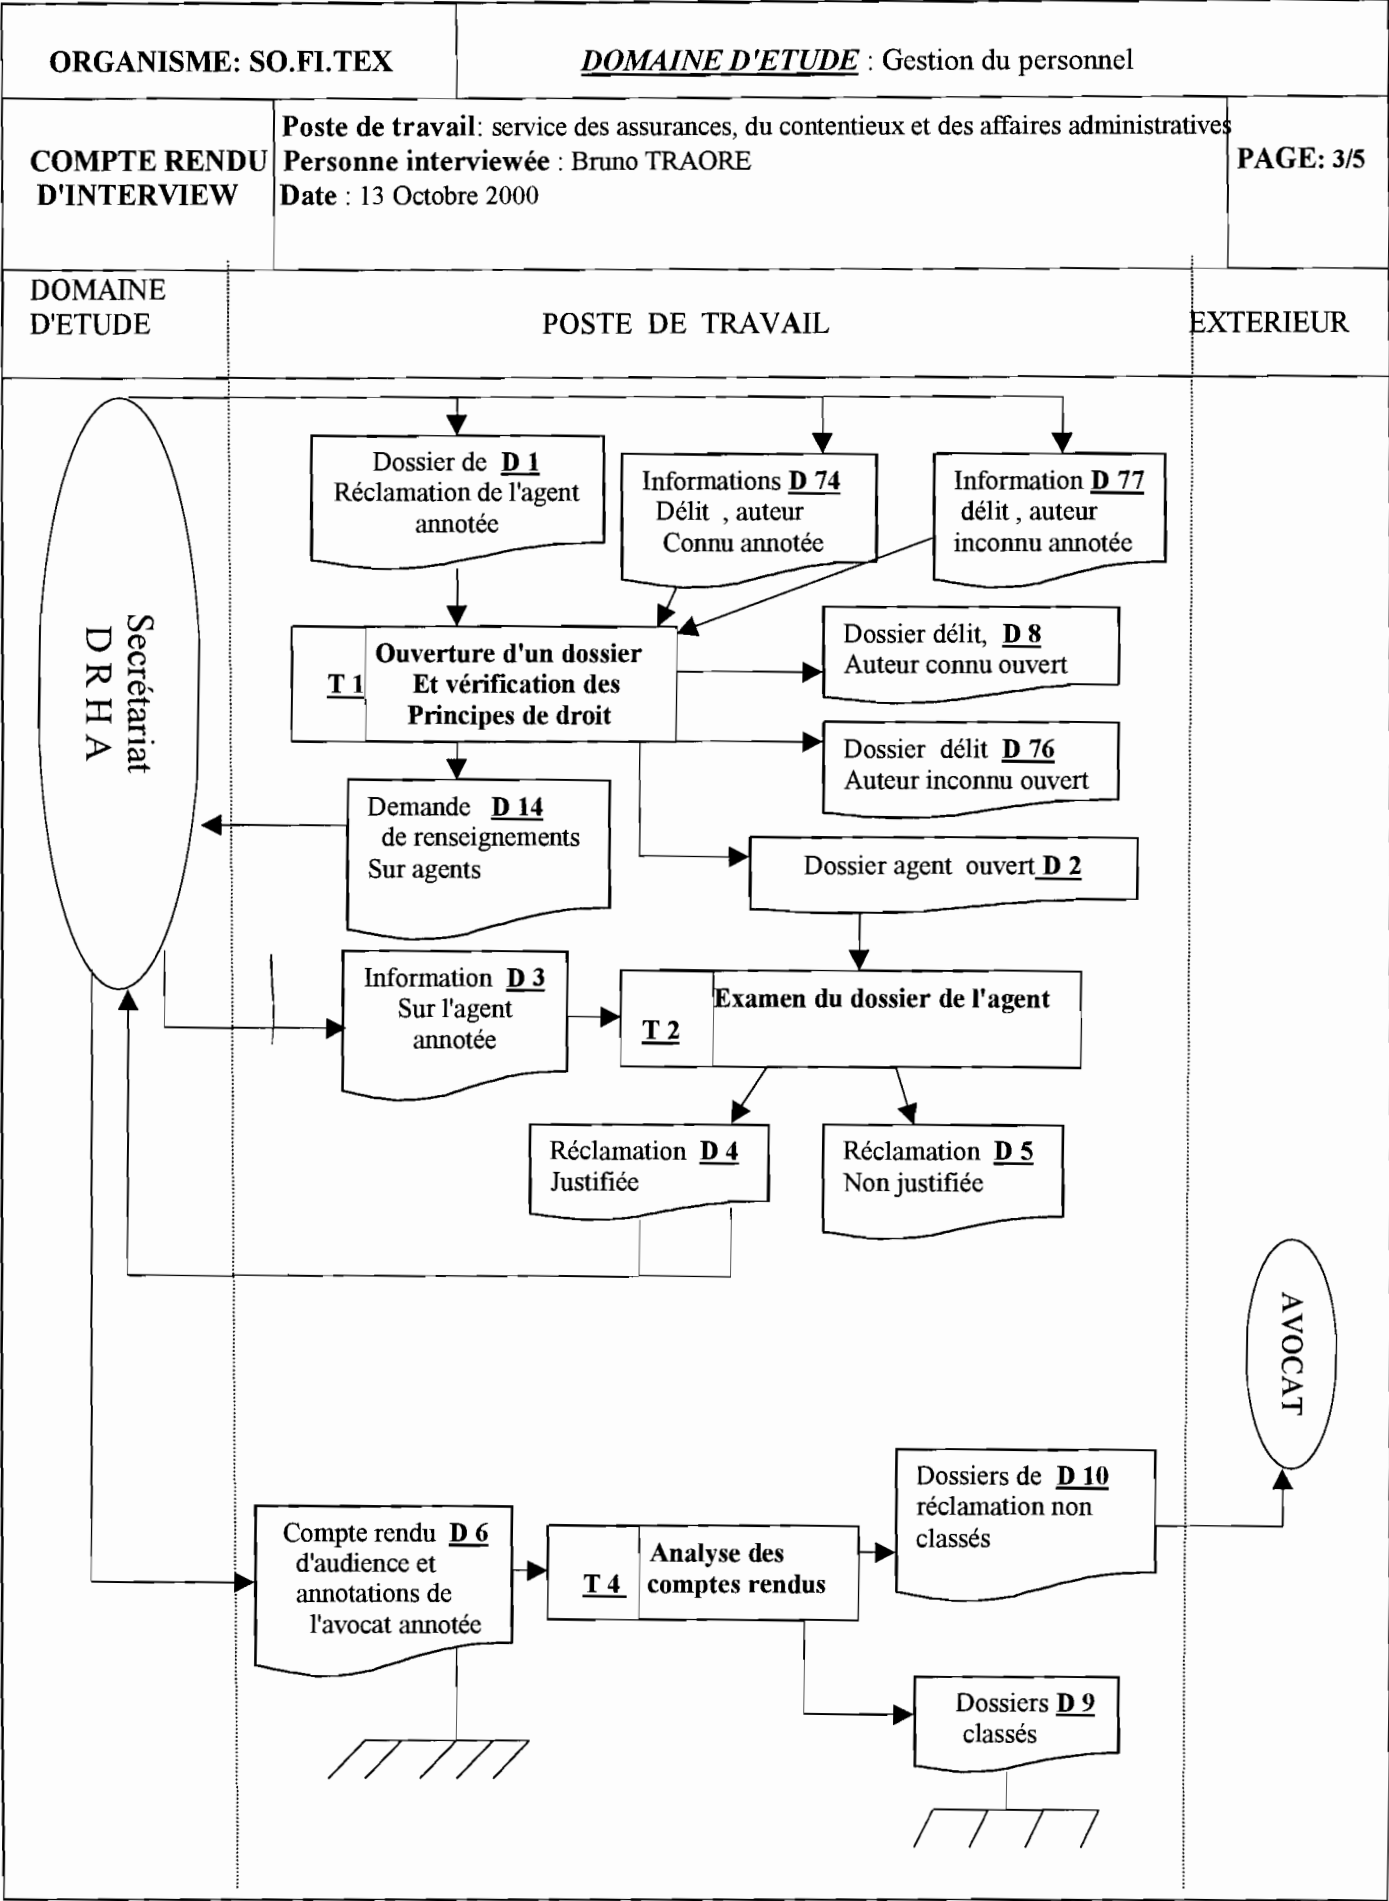 ORGANISME: SO.FI.TEX
DOMAINE D'ETUDE : Gestion du personnel
COMPTE RENDU
D'INTERVIEW
Poste de travail: service des assurances, du contentieux et des affaires administratives
Personne interviewée : Bruno TRAORE
Date : 13 Octobre 2000
PAGE: 3/5
DOMAINE
D'ETUDE
POSTE DE TRAVAIL
EXTERIEUR
Dossier de D 1
Réclamation de l'agent
annotée
Informations D 74
Délit , auteur
Connu annotée
Information D 77
délit , auteur
inconnu annotée
Secrétariat
D R H A
T 1
Ouverture d'un dossier
Et vérification des
Principes de droit
Dossier délit, D 8
Auteur connu ouvert
Dossier délit D 76
Auteur inconnu ouvert
Demande D 14
de renseignements
Sur agents
Dossier agent ouvert D 2
Information D 3
Sur l'agent
annotée
T 2
Examen du dossier de l'agent
Réclamation D 4
Justifiée
Réclamation D 5
Non justifiée
AVOCAT
Compte rendu D 6
d'audience et
annotations de
l'avocat annotée
T 4
Analyse des
comptes rendus
Dossiers de D 10
réclamation non
classés
Dossiers D 9
classés